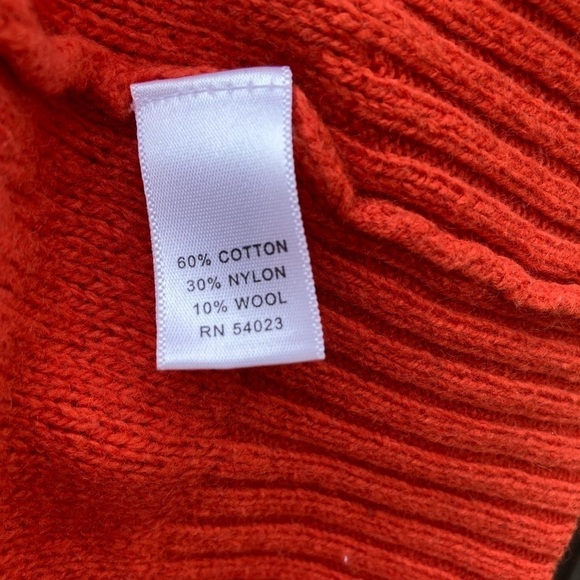 60% COTTON
30% NYLON
10% WOOL
RN 54023